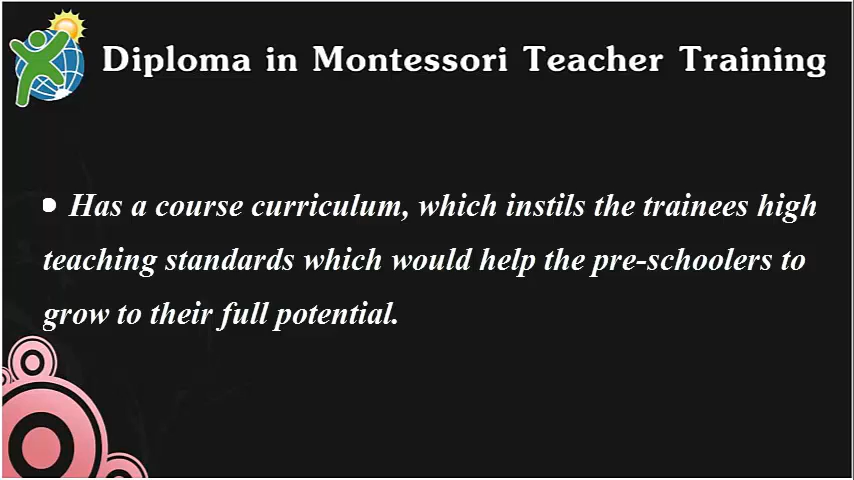 Diploma in Montessori Teacher Training
• Has a course curriculum, which instils the trainees high
teaching standards which would help the pre-schoolers to
grow to their full potential.